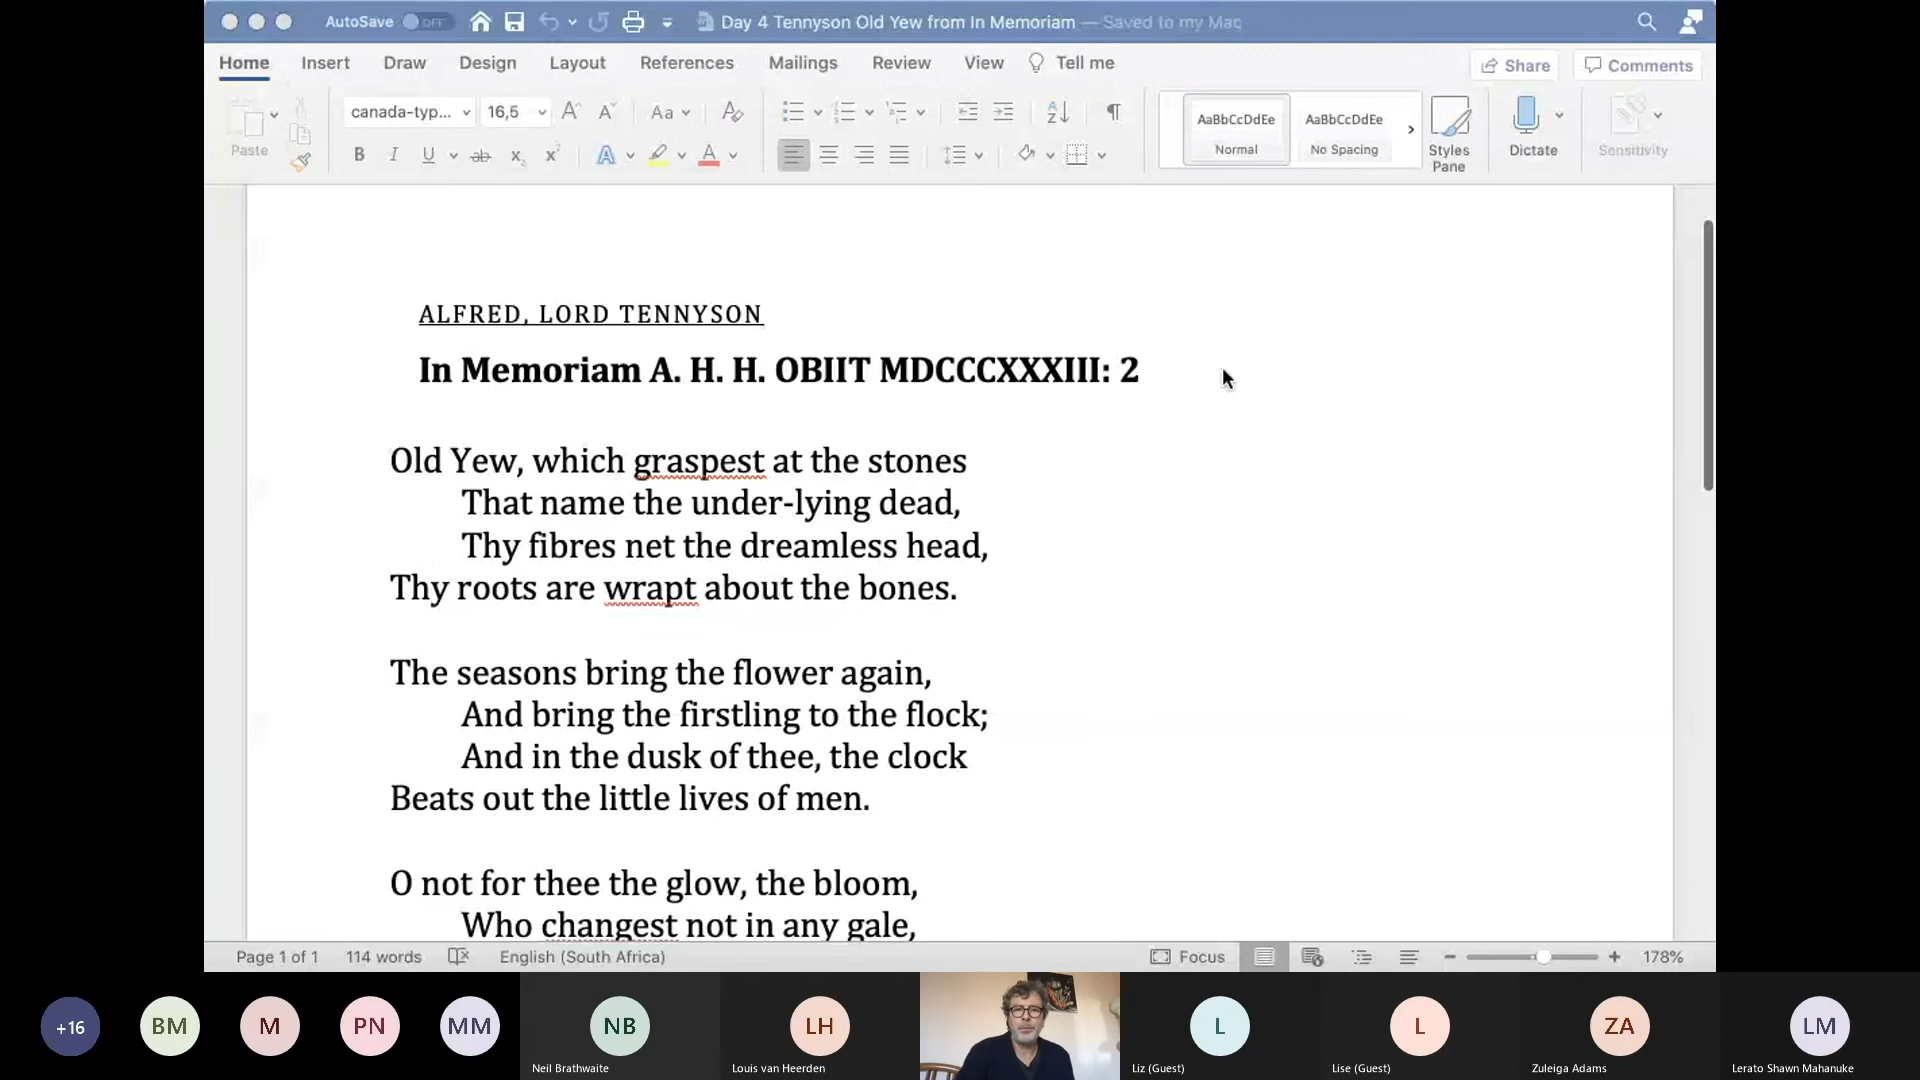 AutoSave OFF Day 4 Tennyson Old Yew from In Memoriam — Saved to my Mac
Home Insert Draw Design Layout References Mailings Review View Tell me Share Comments
Paste canada-typ... 16,5 Aa AaBbCcDdEe Normal AaBbCcDdEe No Spacing Styles Pane Dictate Sensitivity
ALFRED, LORD TENNYSON
In Memoriam A. H. H. OBIIT MDCCCXXXIII: 2
Old Yew, which graspest at the stones
That name the under-lying dead,
Thy fibres net the dreamless head,
Thy roots are wrapt about the bones.
The seasons bring the flower again,
And bring the firstling to the flock;
And in the dusk of thee, the clock
Beats out the little lives of men.
O not for thee the glow, the bloom,
Who changest not in any gale,
Page 1 of 1 114 words English (South Africa) Focus 178%
+16 BM M PN MM NB LH L L ZA LM
Neil Brathwaite Louis van Heerden Liz (Guest) Lise (Guest) Zuleiga Adams Lerato Shawn Mahanuke